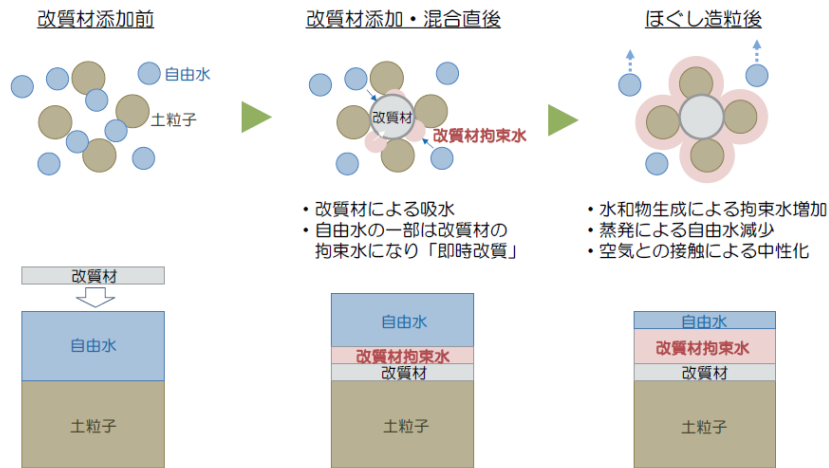 改質材添加前
自由水
土粒子
改質材
自由水
土粒子
改質材添加・混合直後
改質材
改質材拘束水
・改質材による吸水
・自由水の一部は改質材の
拘束水になり「即時改質」
自由水
改質材拘束水
改質材
土粒子
ほぐし造粒後
・水和物生成による拘束水増加
・蒸発による自由水減少
・空気との接触による中性化
自由水
改質材拘束水
改質材
土粒子